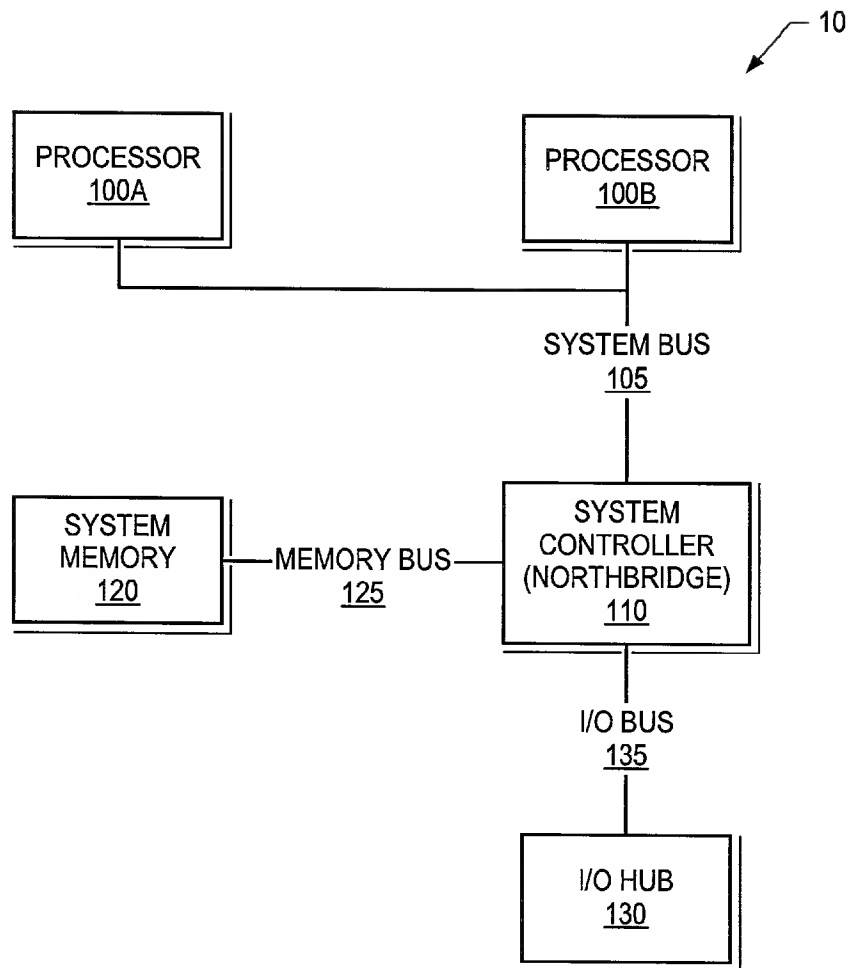 10
PROCESSOR
100A
PROCESSOR
100B
SYSTEM BUS
105
SYSTEM
MEMORY
120
MEMORY BUS
125
SYSTEM
CONTROLLER
(NORTHBRIDGE)
110
I/O BUS
135
I/O HUB
130